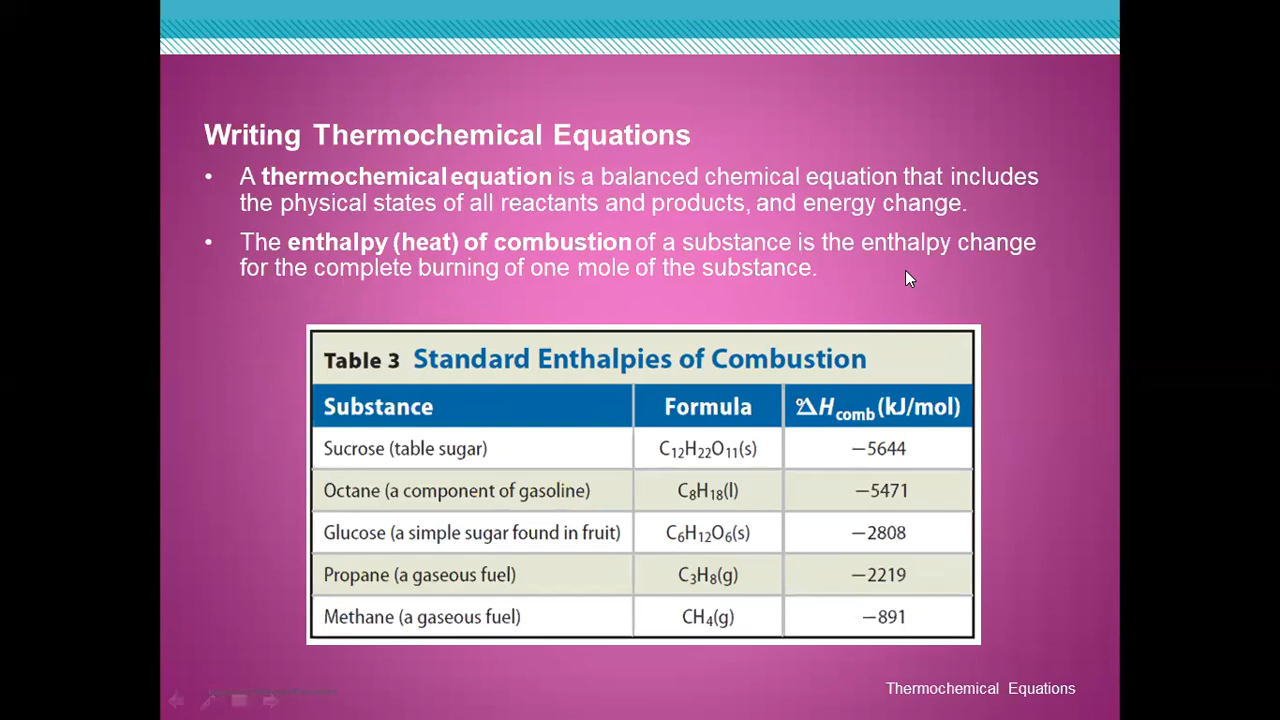 Writing Thermochemical Equations
• A thermochemical equation is a balanced chemical equation that includes
the physical states of all reactants and products, and energy change.
• The enthalpy (heat) of combustion of a substance is the enthalpy change
for the complete burning of one mole of the substance.
Table 3 Standard Enthalpies of Combustion
Substance Formula °ΔHcomb (kJ/mol)
Sucrose (table sugar) C₁₂H₂₂O₁₁(s) −5644
Octane (a component of gasoline) C₈H₁₈(l) −5471
Glucose (a simple sugar found in fruit) C₆H₁₂O₆(s) −2808
Propane (a gaseous fuel) C₃H₈(g) −2219
Methane (a gaseous fuel) CH₄(g) −891
Thermochemical Equations